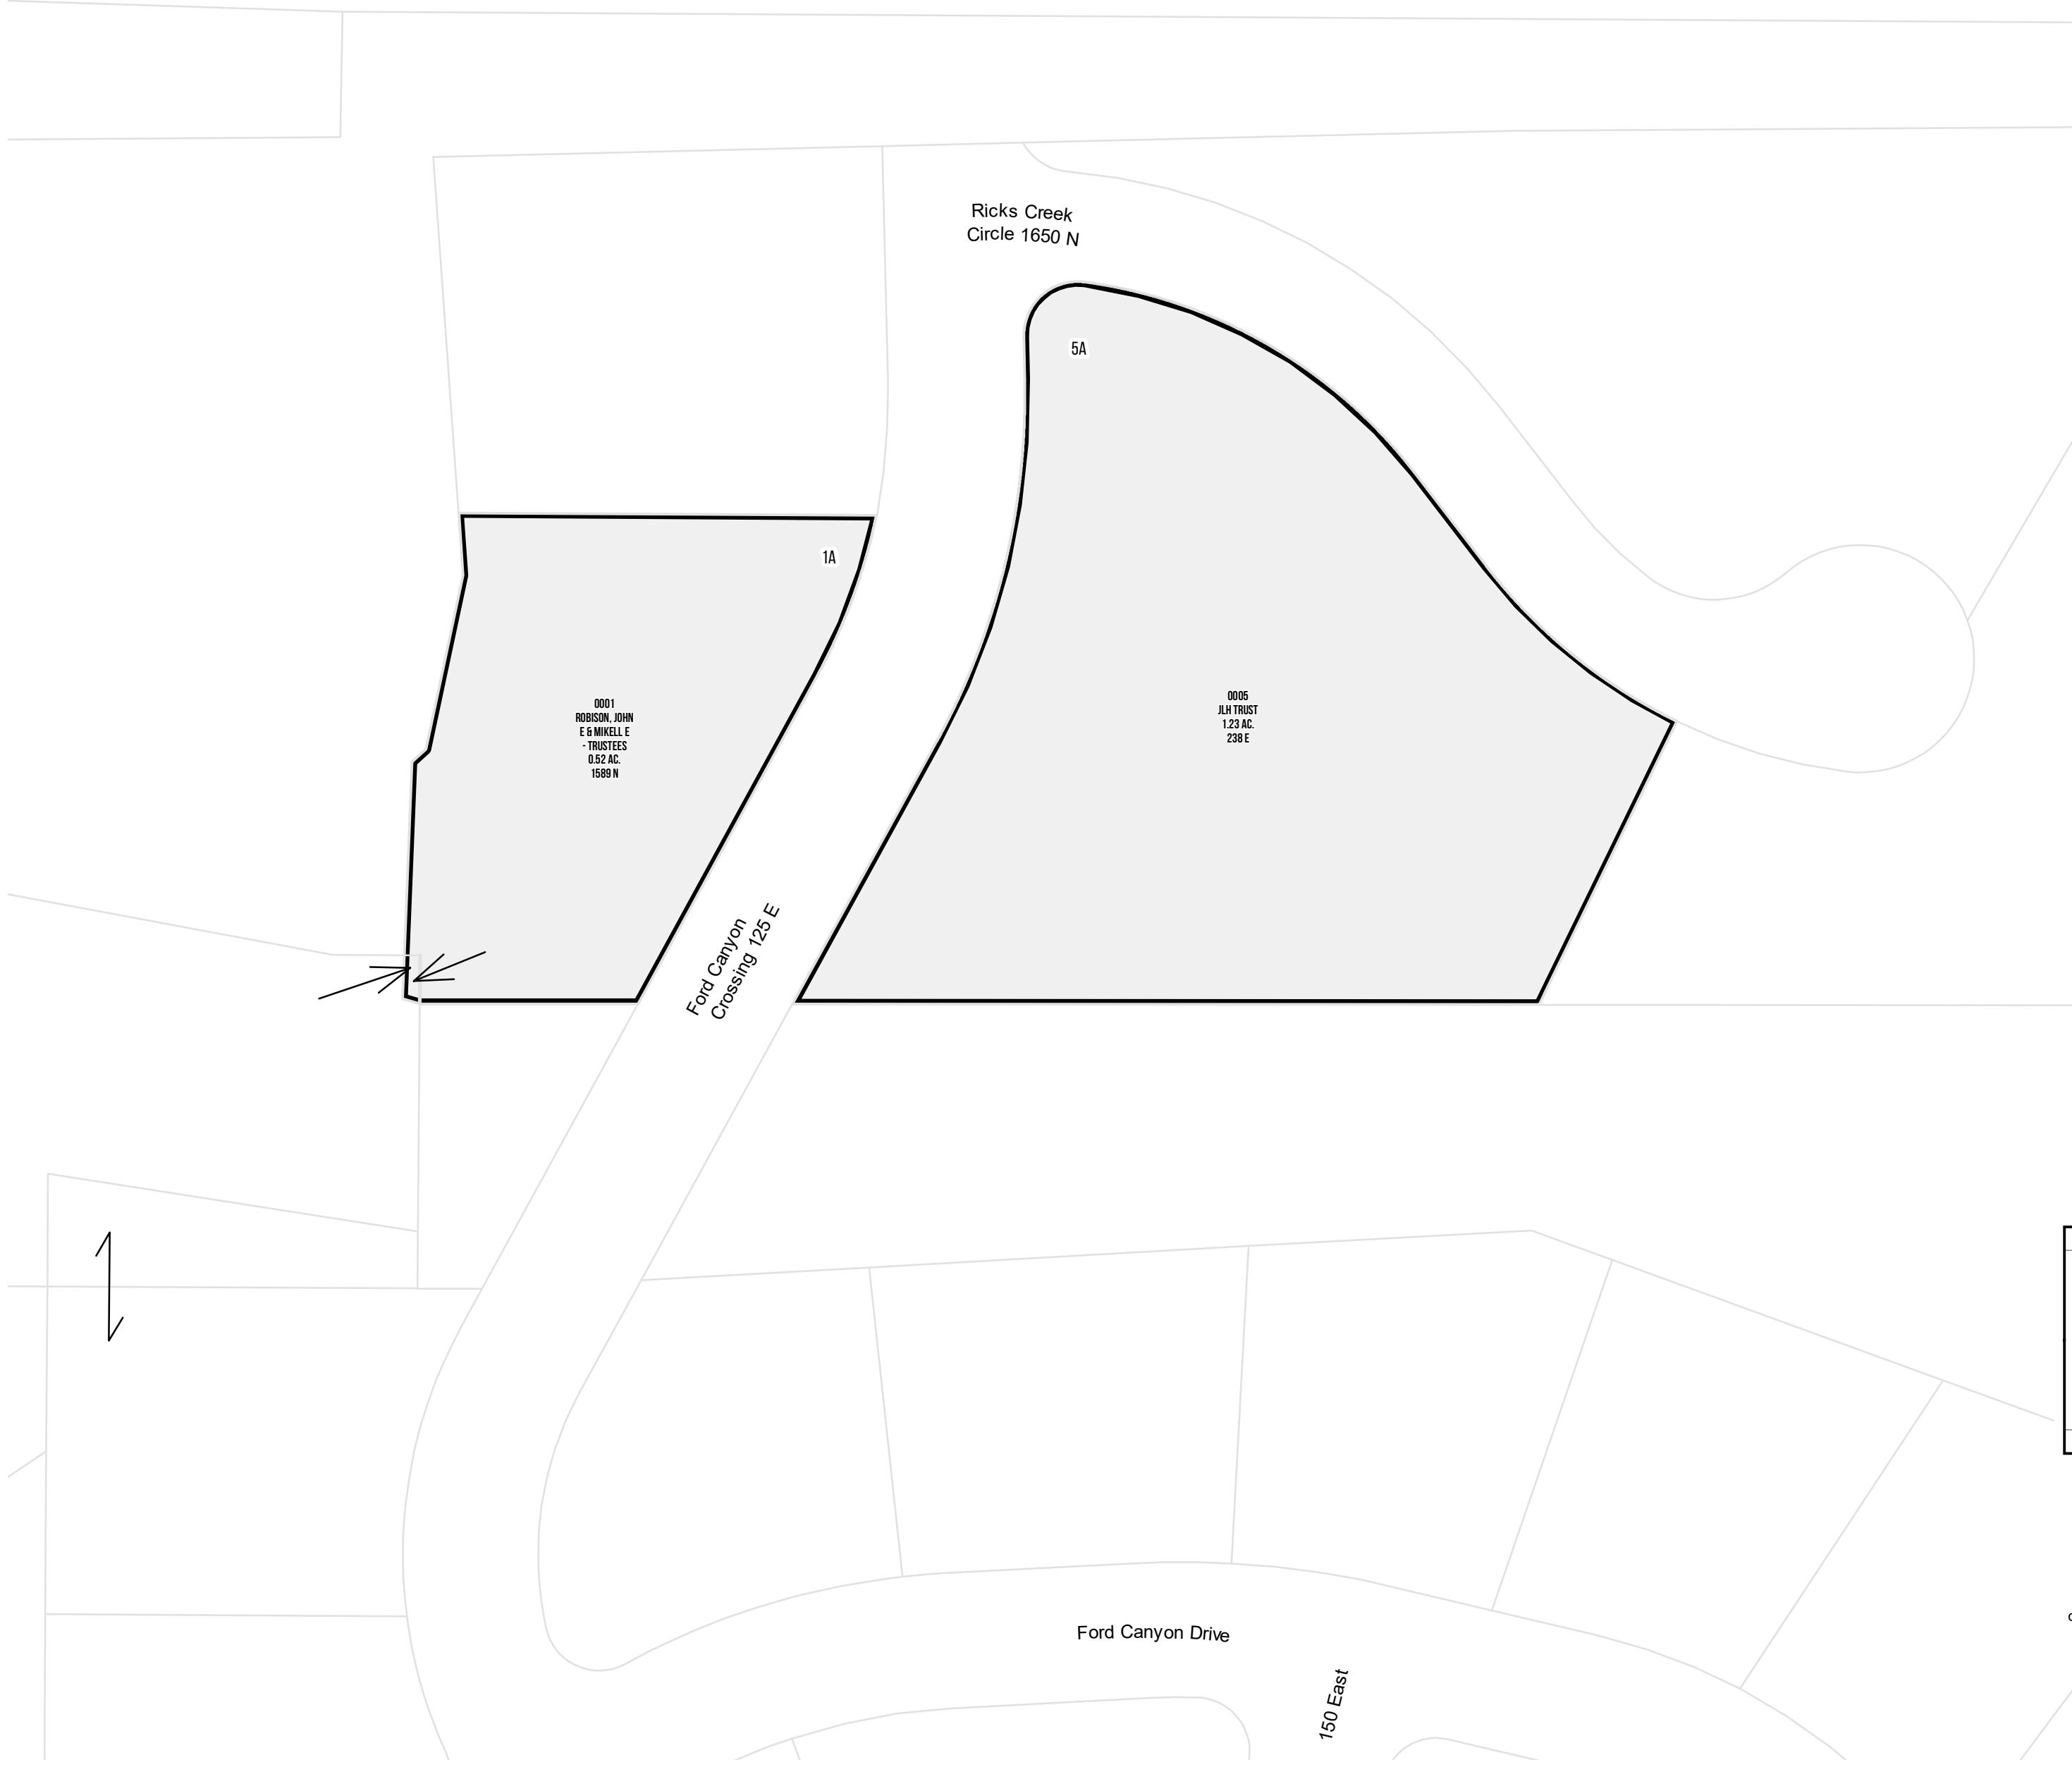 Ricks Creek
Circle 1650 N
5A
1A
0001
ROBISON, JOHN
E & MIKELL E
- TRUSTEES
0.52 AC.
1589 N
0005
JLH TRUST
1.23 AC.
238 E
Ford Canyon
Crossing 125 E
Ford Canyon Drive
150 East